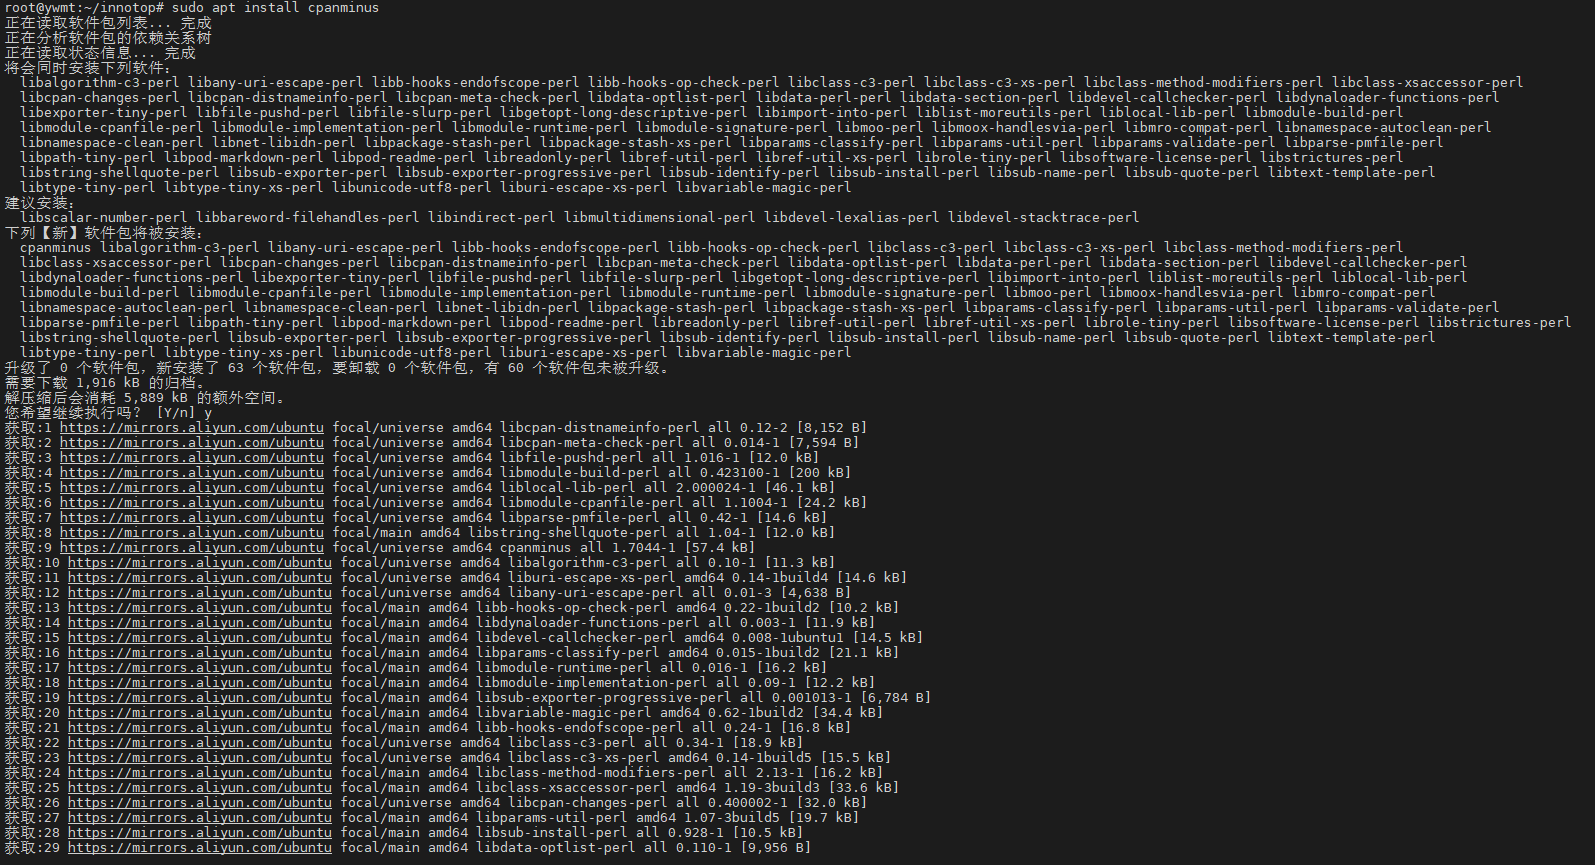 root@ywmt:~/innotop# sudo apt install cpanminus
正在读取软件包列表... 完成
正在分析软件包的依赖关系树
正在读取状态信息... 完成
将会同时安装下列软件：
  libalgorithm-c3-perl libany-uri-escape-perl libb-hooks-endofscope-perl libb-hooks-op-check-perl libclass-c3-perl libclass-c3-xs-perl libclass-method-modifiers-perl libclass-xsaccessor-perl
  libcpan-changes-perl libcpan-distnameinfo-perl libcpan-meta-check-perl libdata-optlist-perl libdata-perl-perl libdata-section-perl libdevel-callchecker-perl libdynaloader-functions-perl
  libexporter-tiny-perl libfile-pushd-perl libfile-slurp-perl libgetopt-long-descriptive-perl libimport-into-perl liblist-moreutils-perl liblocal-lib-perl libmodule-build-perl
  libmodule-cpanfile-perl libmodule-implementation-perl libmodule-runtime-perl libmodule-signature-perl libmoo-perl libmoox-handlesvia-perl libmro-compat-perl libnamespace-autoclean-perl
  libnamespace-clean-perl libnet-libidn-perl libpackage-stash-perl libpackage-stash-xs-perl libparams-classify-perl libparams-util-perl libparams-validate-perl libparse-pmfile-perl
  libpath-tiny-perl libpod-markdown-perl libpod-readme-perl libreadonly-perl libref-util-perl libref-util-xs-perl librole-tiny-perl libsoftware-license-perl libstrictures-perl
  libstring-shellquote-perl libsub-exporter-perl libsub-exporter-progressive-perl libsub-identify-perl libsub-install-perl libsub-name-perl libsub-quote-perl libtext-template-perl
  libtype-tiny-perl libtype-tiny-xs-perl libunicode-utf8-perl liburi-escape-xs-perl libvariable-magic-perl
建议安装：
  libscalar-number-perl libbareword-filehandles-perl libindirect-perl libmultidimensional-perl libdevel-lexalias-perl libdevel-stacktrace-perl
下列【新】软件包将被安装：
  cpanminus libalgorithm-c3-perl libany-uri-escape-perl libb-hooks-endofscope-perl libb-hooks-op-check-perl libclass-c3-perl libclass-c3-xs-perl libclass-method-modifiers-perl
  libclass-xsaccessor-perl libcpan-changes-perl libcpan-distnameinfo-perl libcpan-meta-check-perl libdata-optlist-perl libdata-perl-perl libdata-section-perl libdevel-callchecker-perl
  libdynaloader-functions-perl libexporter-tiny-perl libfile-pushd-perl libfile-slurp-perl libgetopt-long-descriptive-perl libimport-into-perl liblist-moreutils-perl liblocal-lib-perl
  libmodule-build-perl libmodule-cpanfile-perl libmodule-implementation-perl libmodule-runtime-perl libmodule-signature-perl libmoo-perl libmoox-handlesvia-perl libmro-compat-perl
  libnamespace-autoclean-perl libnamespace-clean-perl libnet-libidn-perl libpackage-stash-perl libpackage-stash-xs-perl libparams-classify-perl libparams-util-perl libparams-validate-perl
  libparse-pmfile-perl libpath-tiny-perl libpod-markdown-perl libpod-readme-perl libreadonly-perl libref-util-perl libref-util-xs-perl librole-tiny-perl libsoftware-license-perl libstrictures-perl
  libstring-shellquote-perl libsub-exporter-perl libsub-exporter-progressive-perl libsub-identify-perl libsub-install-perl libsub-name-perl libsub-quote-perl libtext-template-perl
  libtype-tiny-perl libtype-tiny-xs-perl libunicode-utf8-perl liburi-escape-xs-perl libvariable-magic-perl
升级了 0 个软件包，新安装了 63 个软件包，要卸载 0 个软件包，有 60 个软件包未被升级。
需要下载 1,916 kB 的归档。
解压缩后会消耗 5,889 kB 的额外空间。
您希望继续执行吗？ [Y/n] y
获取:1 https://mirrors.aliyun.com/ubuntu focal/universe amd64 libcpan-distnameinfo-perl all 0.12-2 [8,152 B]
获取:2 https://mirrors.aliyun.com/ubuntu focal/universe amd64 libcpan-meta-check-perl all 0.014-1 [7,594 B]
获取:3 https://mirrors.aliyun.com/ubuntu focal/universe amd64 libfile-pushd-perl all 1.016-1 [12.0 kB]
获取:4 https://mirrors.aliyun.com/ubuntu focal/universe amd64 libmodule-build-perl all 0.423100-1 [200 kB]
获取:5 https://mirrors.aliyun.com/ubuntu focal/universe amd64 liblocal-lib-perl all 2.000024-1 [46.1 kB]
获取:6 https://mirrors.aliyun.com/ubuntu focal/universe amd64 libmodule-cpanfile-perl all 1.1004-1 [24.2 kB]
获取:7 https://mirrors.aliyun.com/ubuntu focal/universe amd64 libparse-pmfile-perl all 0.42-1 [14.6 kB]
获取:8 https://mirrors.aliyun.com/ubuntu focal/main amd64 libstring-shellquote-perl all 1.04-1 [12.0 kB]
获取:9 https://mirrors.aliyun.com/ubuntu focal/universe amd64 cpanminus all 1.7044-1 [57.4 kB]
获取:10 https://mirrors.aliyun.com/ubuntu focal/universe amd64 libalgorithm-c3-perl all 0.10-1 [11.3 kB]
获取:11 https://mirrors.aliyun.com/ubuntu focal/universe amd64 liburi-escape-xs-perl amd64 0.14-1build4 [14.6 kB]
获取:12 https://mirrors.aliyun.com/ubuntu focal/universe amd64 libany-uri-escape-perl all 0.01-3 [4,638 B]
获取:13 https://mirrors.aliyun.com/ubuntu focal/main amd64 libb-hooks-op-check-perl amd64 0.22-1build2 [10.2 kB]
获取:14 https://mirrors.aliyun.com/ubuntu focal/main amd64 libdynaloader-functions-perl all 0.003-1 [11.9 kB]
获取:15 https://mirrors.aliyun.com/ubuntu focal/main amd64 libdevel-callchecker-perl amd64 0.008-1ubuntu1 [14.5 kB]
获取:16 https://mirrors.aliyun.com/ubuntu focal/main amd64 libparams-classify-perl amd64 0.015-1build2 [21.1 kB]
获取:17 https://mirrors.aliyun.com/ubuntu focal/main amd64 libmodule-runtime-perl all 0.016-1 [16.2 kB]
获取:18 https://mirrors.aliyun.com/ubuntu focal/main amd64 libmodule-implementation-perl all 0.09-1 [12.2 kB]
获取:19 https://mirrors.aliyun.com/ubuntu focal/main amd64 libsub-exporter-progressive-perl all 0.001013-1 [6,784 B]
获取:20 https://mirrors.aliyun.com/ubuntu focal/main amd64 libvariable-magic-perl amd64 0.62-1build2 [34.4 kB]
获取:21 https://mirrors.aliyun.com/ubuntu focal/main amd64 libb-hooks-endofscope-perl all 0.24-1 [16.8 kB]
获取:22 https://mirrors.aliyun.com/ubuntu focal/universe amd64 libclass-c3-perl all 0.34-1 [18.9 kB]
获取:23 https://mirrors.aliyun.com/ubuntu focal/universe amd64 libclass-c3-xs-perl amd64 0.14-1build5 [15.5 kB]
获取:24 https://mirrors.aliyun.com/ubuntu focal/main amd64 libclass-method-modifiers-perl all 2.13-1 [16.2 kB]
获取:25 https://mirrors.aliyun.com/ubuntu focal/main amd64 libclass-xsaccessor-perl amd64 1.19-3build3 [33.6 kB]
获取:26 https://mirrors.aliyun.com/ubuntu focal/universe amd64 libcpan-changes-perl all 0.400002-1 [32.0 kB]
获取:27 https://mirrors.aliyun.com/ubuntu focal/main amd64 libparams-util-perl amd64 1.07-3build5 [19.7 kB]
获取:28 https://mirrors.aliyun.com/ubuntu focal/main amd64 libsub-install-perl all 0.928-1 [10.5 kB]
获取:29 https://mirrors.aliyun.com/ubuntu focal/main amd64 libdata-optlist-perl all 0.110-1 [9,956 B]